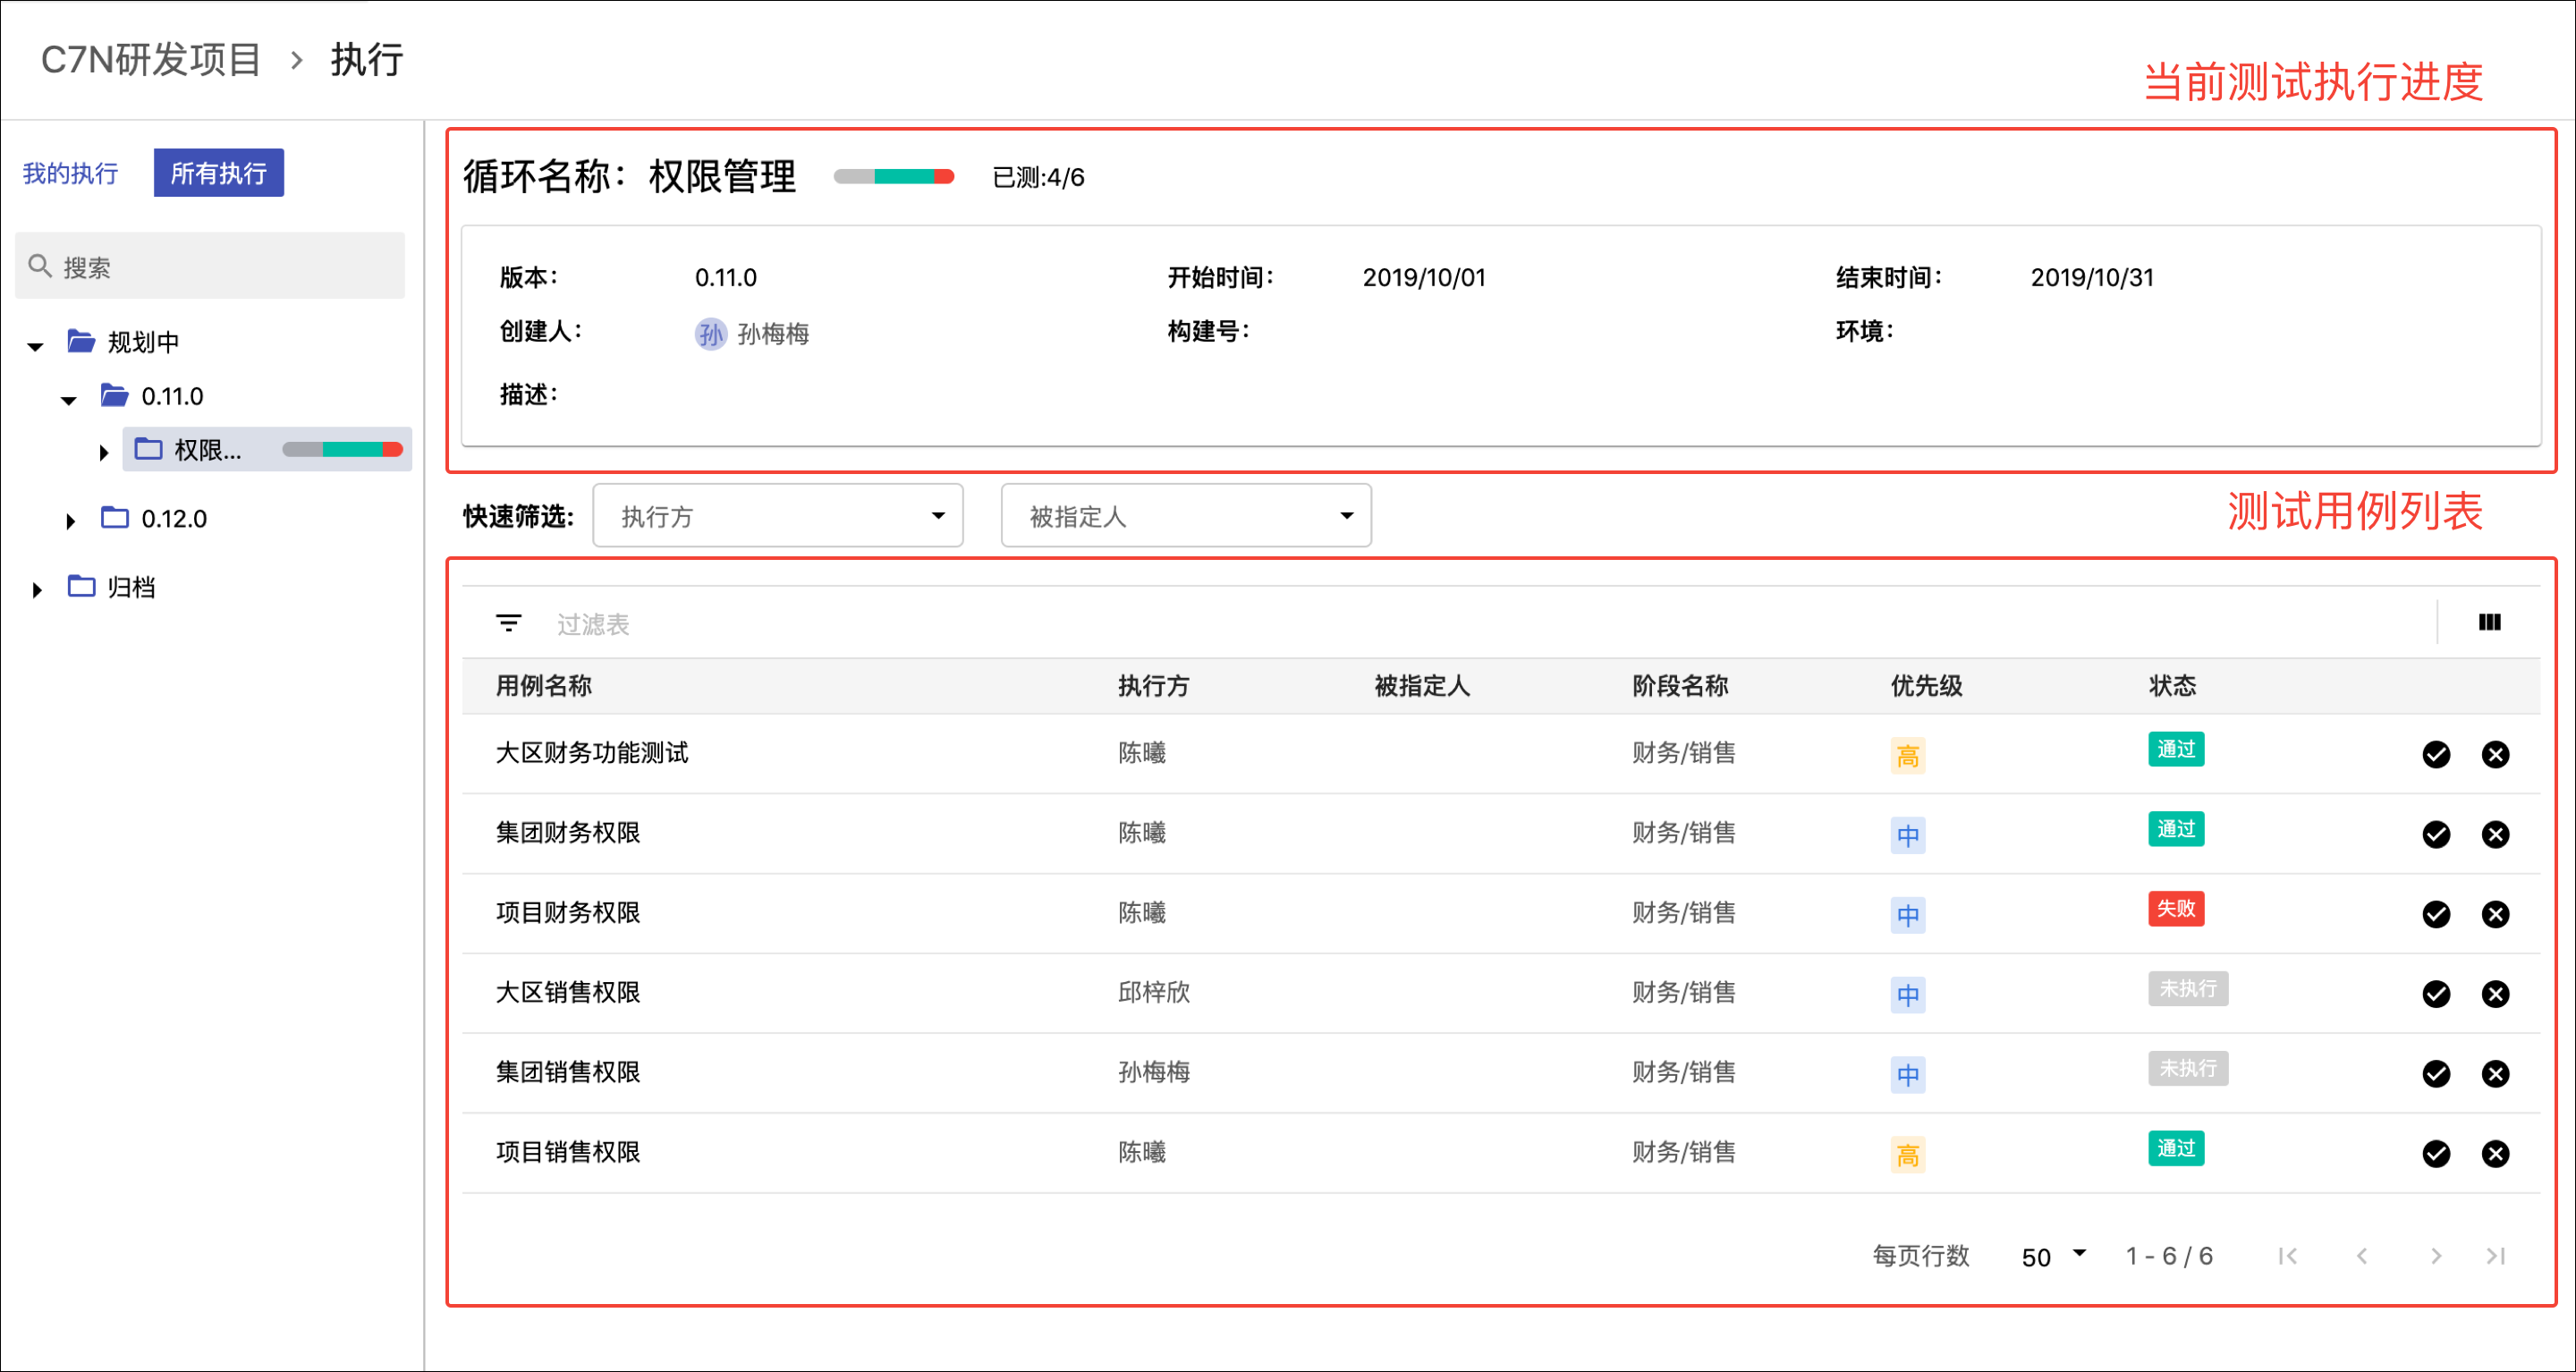 C7N研发项目 > 执行
当前测试执行进度
我的执行 所有执行
搜索
规划中
0.11.0
权限...
0.12.0
归档
循环名称：权限管理 已测:4/6
版本： 0.11.0 开始时间： 2019/10/01 结束时间： 2019/10/31
创建人： 孙 孙梅梅 构建号： 环境：
描述：
测试用例列表
快速筛选: 执行方 被指定人
过滤表
用例名称 执行方 被指定人 阶段名称 优先级 状态
大区财务功能测试 陈曦 财务/销售 高 通过
集团财务权限 陈曦 财务/销售 中 通过
项目财务权限 陈曦 财务/销售 中 失败
大区销售权限 邱梓欣 财务/销售 中 未执行
集团销售权限 孙梅梅 财务/销售 中 未执行
项目销售权限 陈曦 财务/销售 高 通过
每页行数 50 1 - 6 / 6